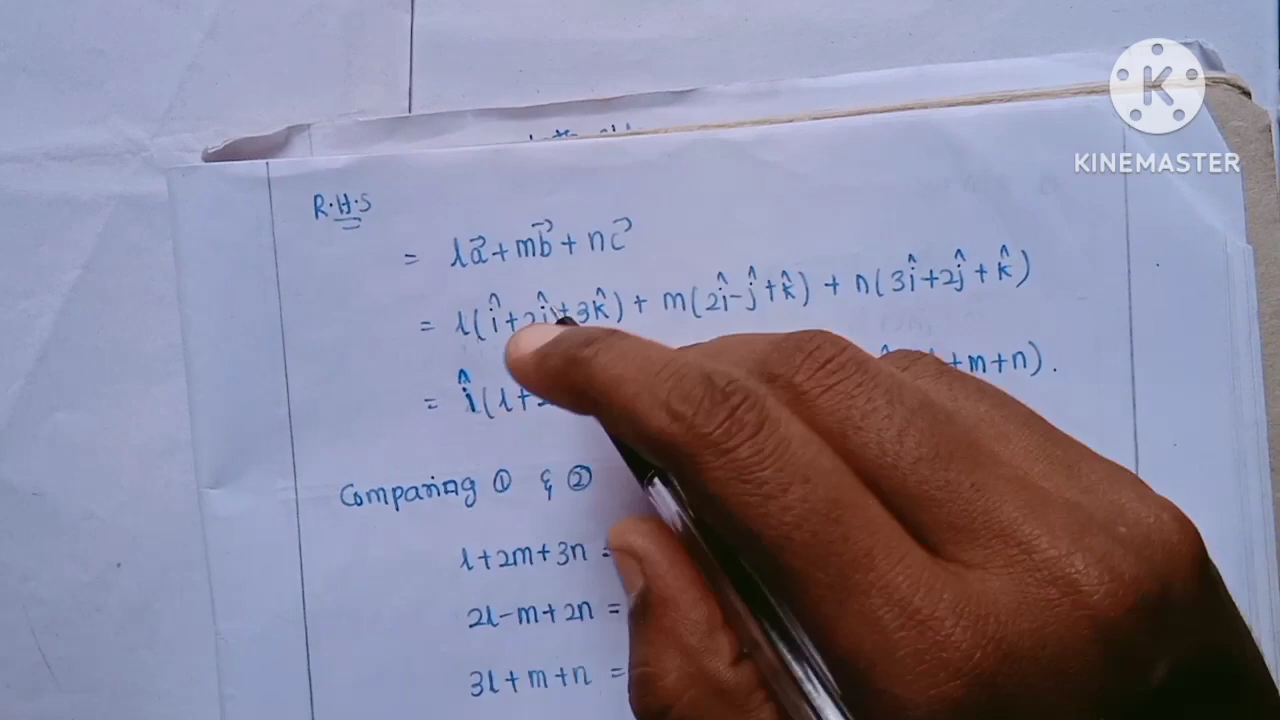 KINEMASTER
R.H.S
= la⃗ + mb⃗ + nc⃗
= l(î+2ĵ+3k̂) + m(2î-ĵ+k̂) + n(3î+2ĵ+k̂)
= î(l+ +m+n).
Comparing ① & ②
l+2m+3n =
2l-m+2n =
3l+m+n =